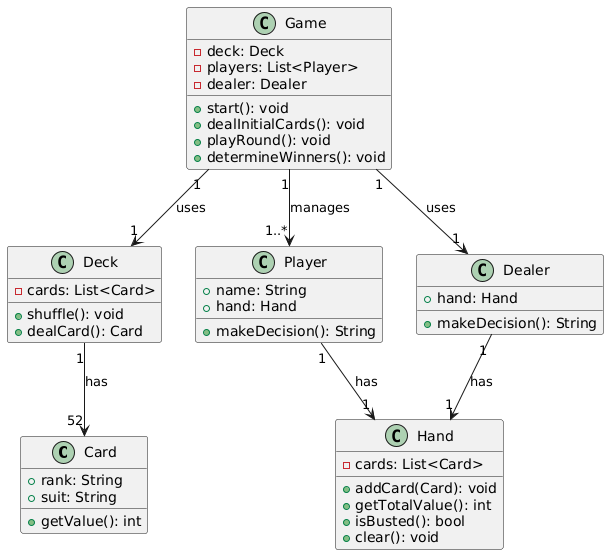 C Game
deck: Deck
players: List<Player>
dealer: Dealer
start(): void
dealInitialCards(): void
playRound(): void
determineWinners(): void
1 1 1
uses manages uses
1 1..* 1
C Deck
cards: List<Card>
shuffle(): void
dealCard(): Card
C Player
name: String
hand: Hand
makeDecision(): String
C Dealer
hand: Hand
makeDecision(): String
1 1 1
has has has
52 1 1
C Card
rank: String
suit: String
getValue(): int
C Hand
cards: List<Card>
addCard(Card): void
getTotalValue(): int
isBusted(): bool
clear(): void